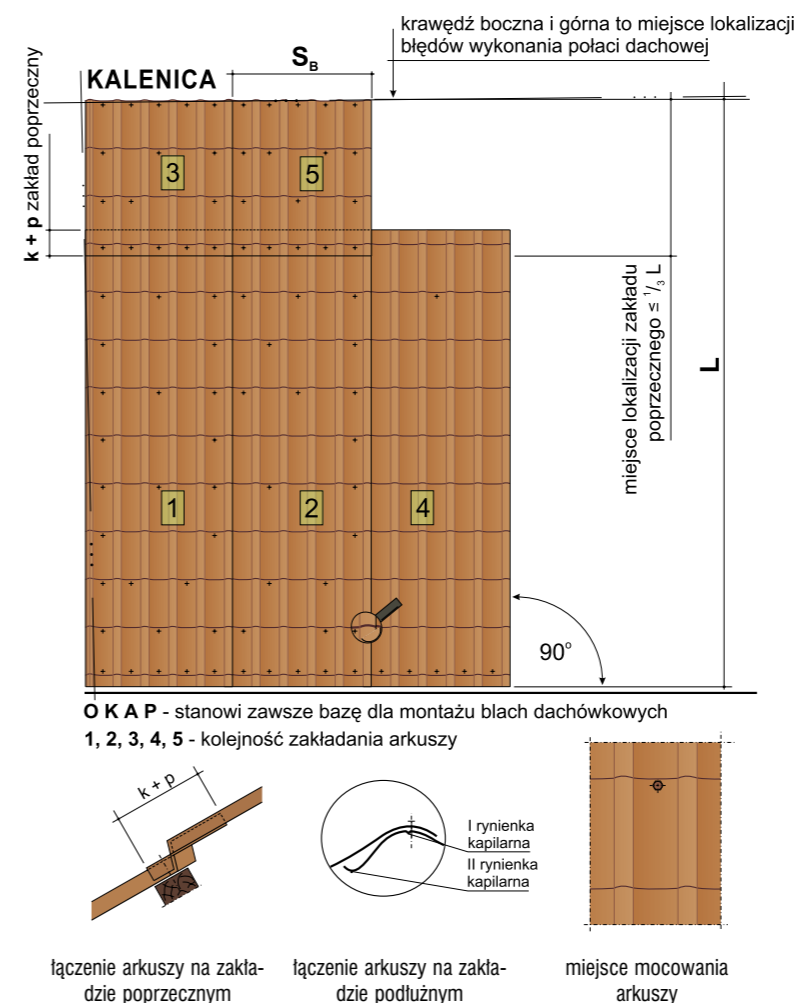 krawędź boczna i górna to miejsce lokalizacji
błędów wykonania połaci dachowej
S_B
KALENICA
k + p zakład poprzeczny
3
5
miejsce lokalizacji zakładu
poprzecznego ≤ 1/3 L
L
1
2
4
90°
O K A P - stanowi zawsze bazę dla montażu blach dachówkowych
1, 2, 3, 4, 5 - kolejność zakładania arkuszy
k + p
I rynienka
kapilarna
II rynienka
kapilarna
łączenie arkuszy na zakła-
dzie poprzecznym
łączenie arkuszy na zakła-
dzie podłużnym
miejsce mocowania
arkuszy